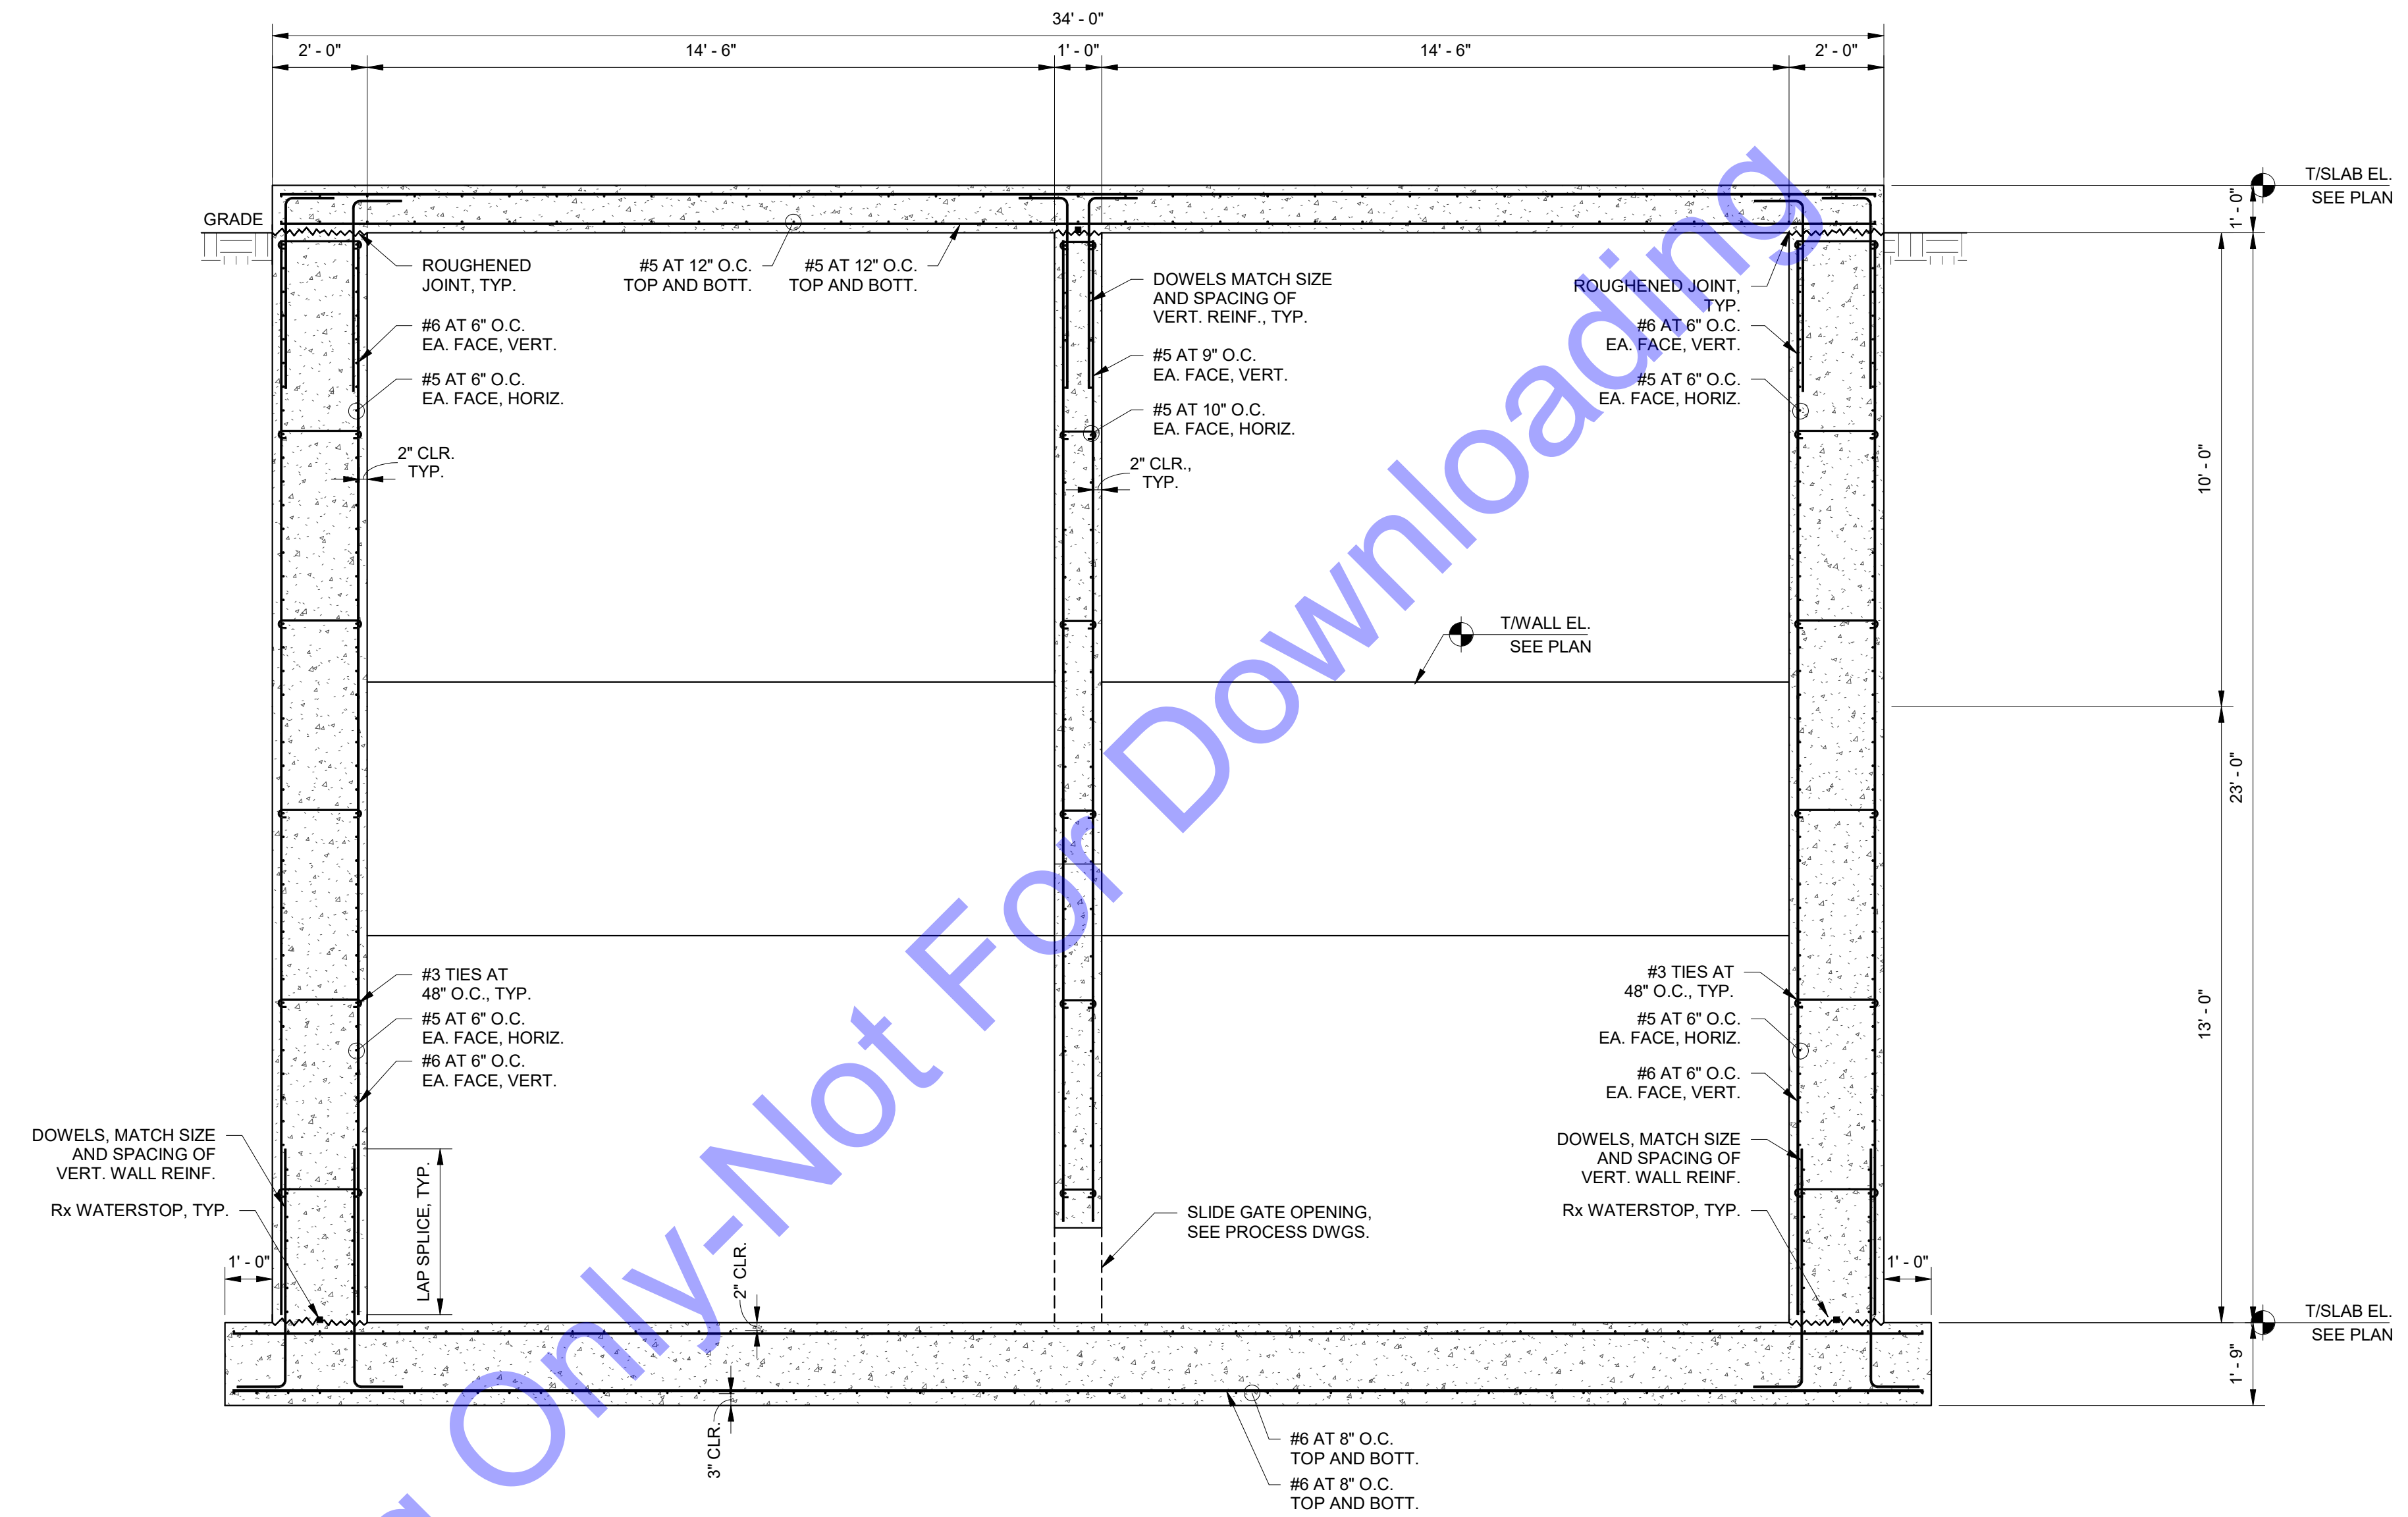 34' - 0"
2' - 0"
14' - 6"
1' - 0"
14' - 6"
2' - 0"
T/SLAB EL.
SEE PLAN
1' - 0"
GRADE
ROUGHENED
JOINT, TYP.
#5 AT 12" O.C.
TOP AND BOTT.
#5 AT 12" O.C.
TOP AND BOTT.
DOWELS MATCH SIZE
AND SPACING OF
VERT. REINF., TYP.
ROUGHENED JOINT,
TYP.
#6 AT 6" O.C.
EA. FACE, VERT.
#5 AT 9" O.C.
EA. FACE, VERT.
#6 AT 6" O.C.
EA. FACE, VERT.
#5 AT 6" O.C.
EA. FACE, HORIZ.
#5 AT 10" O.C.
EA. FACE, HORIZ.
#5 AT 6" O.C.
EA. FACE, HORIZ.
2" CLR.
TYP.
2" CLR.,
TYP.
10' - 0"
T/WALL EL.
SEE PLAN
23' - 0"
#3 TIES AT
48" O.C., TYP.
#5 AT 6" O.C.
EA. FACE, HORIZ.
#6 AT 6" O.C.
EA. FACE, VERT.
#3 TIES AT
48" O.C., TYP.
#5 AT 6" O.C.
EA. FACE, HORIZ.
#6 AT 6" O.C.
EA. FACE, VERT.
13' - 0"
DOWELS, MATCH SIZE
AND SPACING OF
VERT. WALL REINF.
Rx WATERSTOP, TYP.
LAP SPLICE, TYP.
DOWELS, MATCH SIZE
AND SPACING OF
VERT. WALL REINF.
Rx WATERSTOP, TYP.
SLIDE GATE OPENING,
SEE PROCESS DWGS.
1' - 0"
2" CLR.
1' - 0"
T/SLAB EL.
SEE PLAN
1' - 9"
3" CLR.
#6 AT 8" O.C.
TOP AND BOTT.
#6 AT 8" O.C.
TOP AND BOTT.
g Only-Not For Downloading